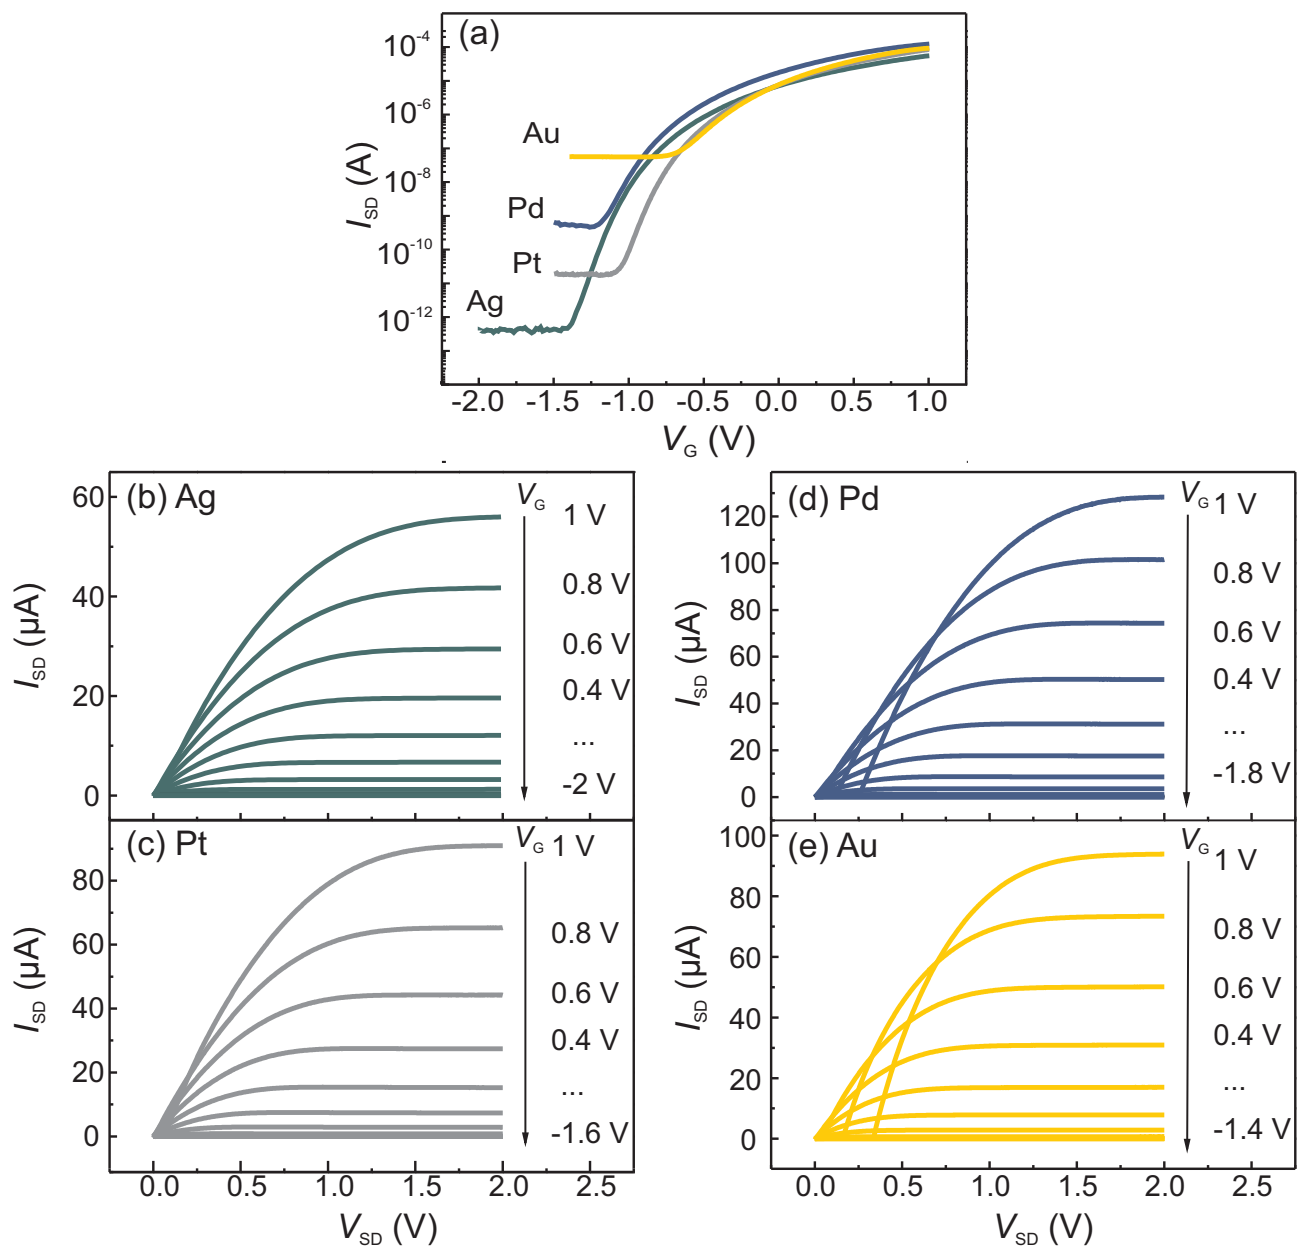 (a)
10⁻⁴
10⁻⁶
10⁻⁸
10⁻¹⁰
10⁻¹²
I_SD (A)
Au
Pd
Pt
Ag
-2.0 -1.5 -1.0 -0.5 0.0 0.5 1.0
V_G (V)
(b) Ag
60
40
20
0
I_SD (µA)
V_G
1 V
0.8 V
0.6 V
0.4 V
...
-2 V
(d) Pd
120
100
80
60
40
20
0
I_SD (µA)
V_G 1 V
0.8 V
0.6 V
0.4 V
...
-1.8 V
(c) Pt
80
60
40
20
0
I_SD (µA)
V_G 1 V
0.8 V
0.6 V
0.4 V
...
-1.6 V
0.0 0.5 1.0 1.5 2.0 2.5
V_SD (V)
(e) Au
100
80
60
40
20
0
I_SD (µA)
V_G 1 V
0.8 V
0.6 V
0.4 V
...
-1.4 V
0.0 0.5 1.0 1.5 2.0 2.5
V_SD (V)